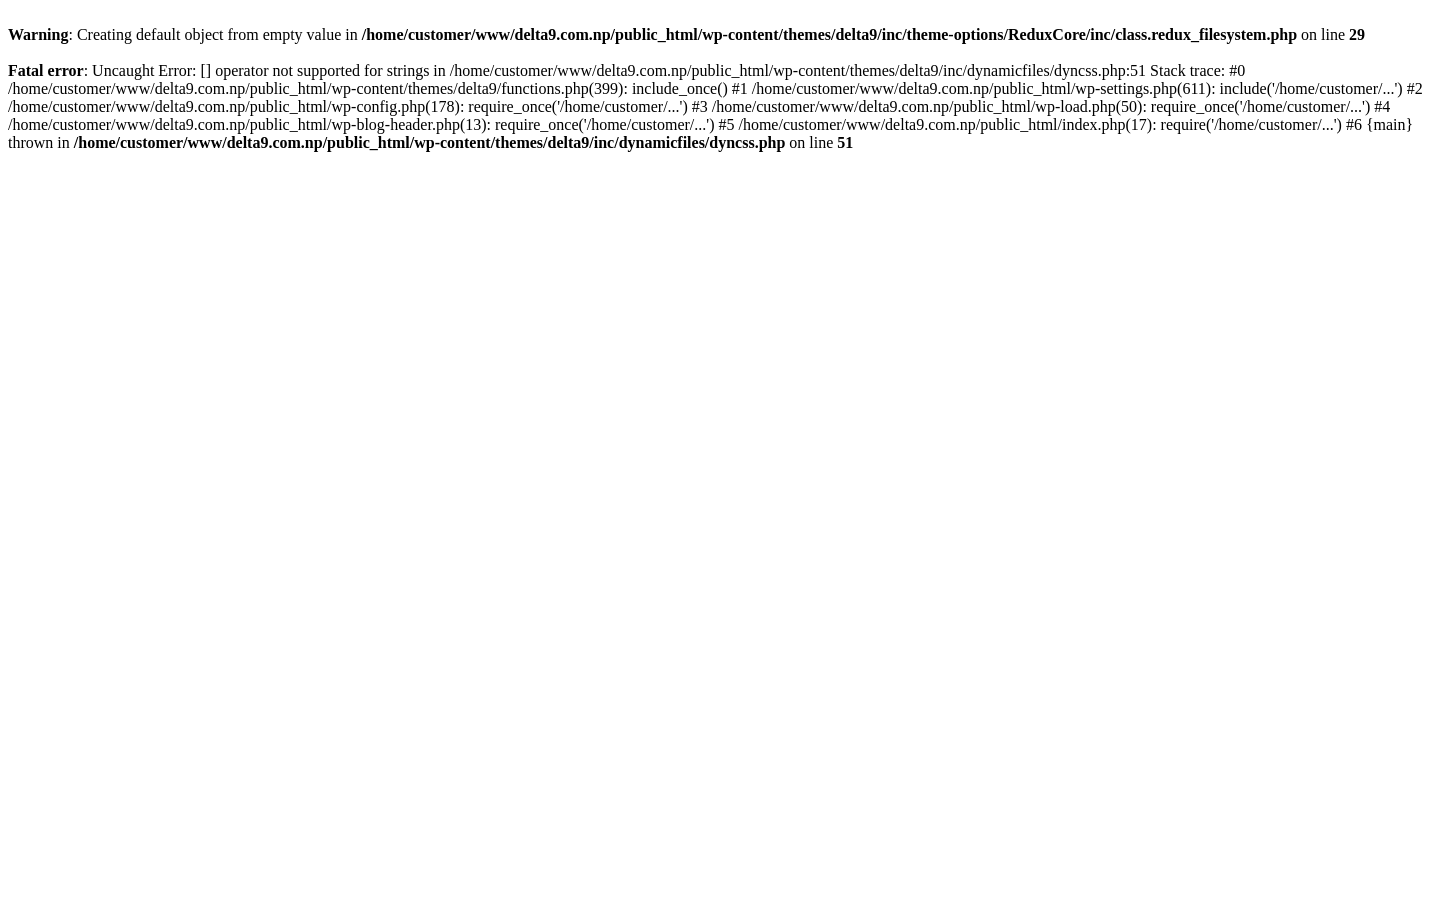 Warning: Creating default object from empty value in /home/customer/www/delta9.com.np/public_html/wp-content/themes/delta9/inc/theme-options/ReduxCore/inc/class.redux_filesystem.php on line 29
Fatal error: Uncaught Error: [] operator not supported for strings in /home/customer/www/delta9.com.np/public_html/wp-content/themes/delta9/inc/dynamicfiles/dyncss.php:51 Stack trace: #0
/home/customer/www/delta9.com.np/public_html/wp-content/themes/delta9/functions.php(399): include_once() #1 /home/customer/www/delta9.com.np/public_html/wp-settings.php(611): include('/home/customer/...') #2
/home/customer/www/delta9.com.np/public_html/wp-config.php(178): require_once('/home/customer/...') #3 /home/customer/www/delta9.com.np/public_html/wp-load.php(50): require_once('/home/customer/...') #4
/home/customer/www/delta9.com.np/public_html/wp-blog-header.php(13): require_once('/home/customer/...') #5 /home/customer/www/delta9.com.np/public_html/index.php(17): require('/home/customer/...') #6 {main}
thrown in /home/customer/www/delta9.com.np/public_html/wp-content/themes/delta9/inc/dynamicfiles/dyncss.php on line 51